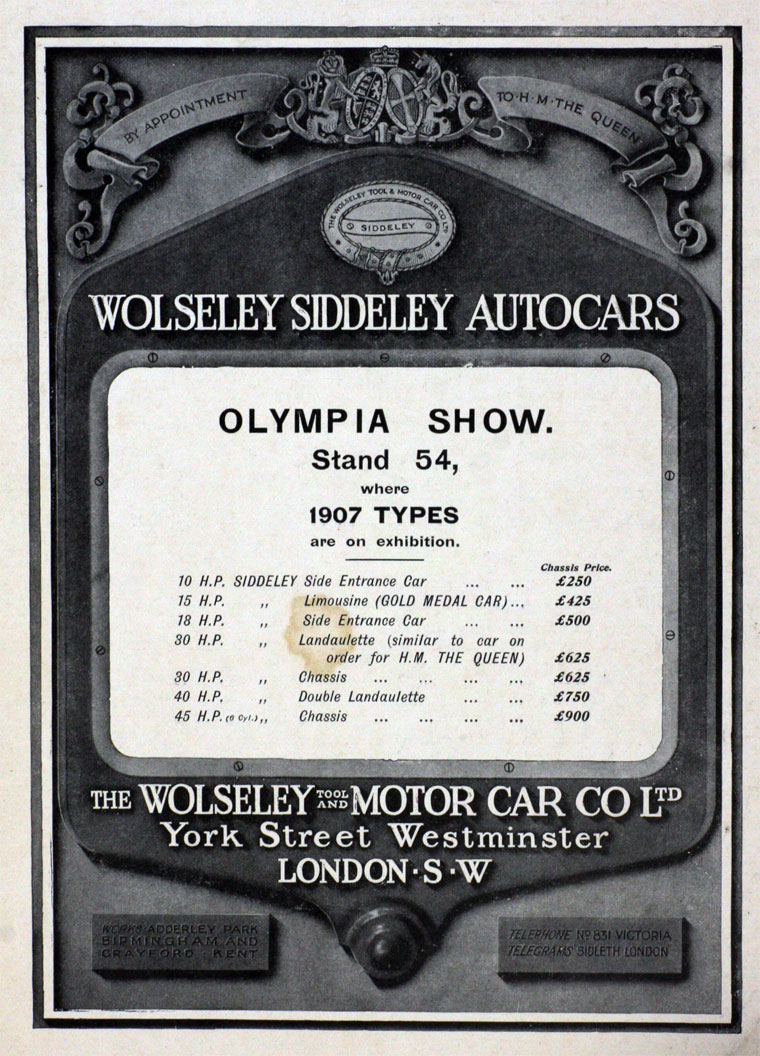 BY APPOINTMENT
TO·H·M·THE QUEEN
THE WOLSELEY TOOL & MOTOR CAR CO LTD
SIDDELEY
WOLSELEY SIDDELEY AUTOCARS
OLYMPIA SHOW.
Stand 54,
where
1907 TYPES
are on exhibition.
Chassis Price.
10 H.P. SIDDELEY Side Entrance Car ... ... £250
15 H.P. ,, Limousine (GOLD MEDAL CAR)... £425
18 H.P. ,, Side Entrance Car ... ... £500
30 H.P. ,, Landaulette (similar to car on
order for H.M. THE QUEEN) £625
30 H.P. ,, Chassis ... ... ... ... £625
40 H.P. ,, Double Landaulette ... ... £750
45 H.P. (6 Cyl.) ,, Chassis ... ... ... ... £900
THE WOLSELEY TOOL AND MOTOR CAR CO LTD
York Street Westminster
LONDON·S·W
WORKS ADDERLEY PARK
BIRMINGHAM AND
CRAYFORD KENT
TELEPHONE No 831 VICTORIA
TELEGRAMS SIDLETH LONDON